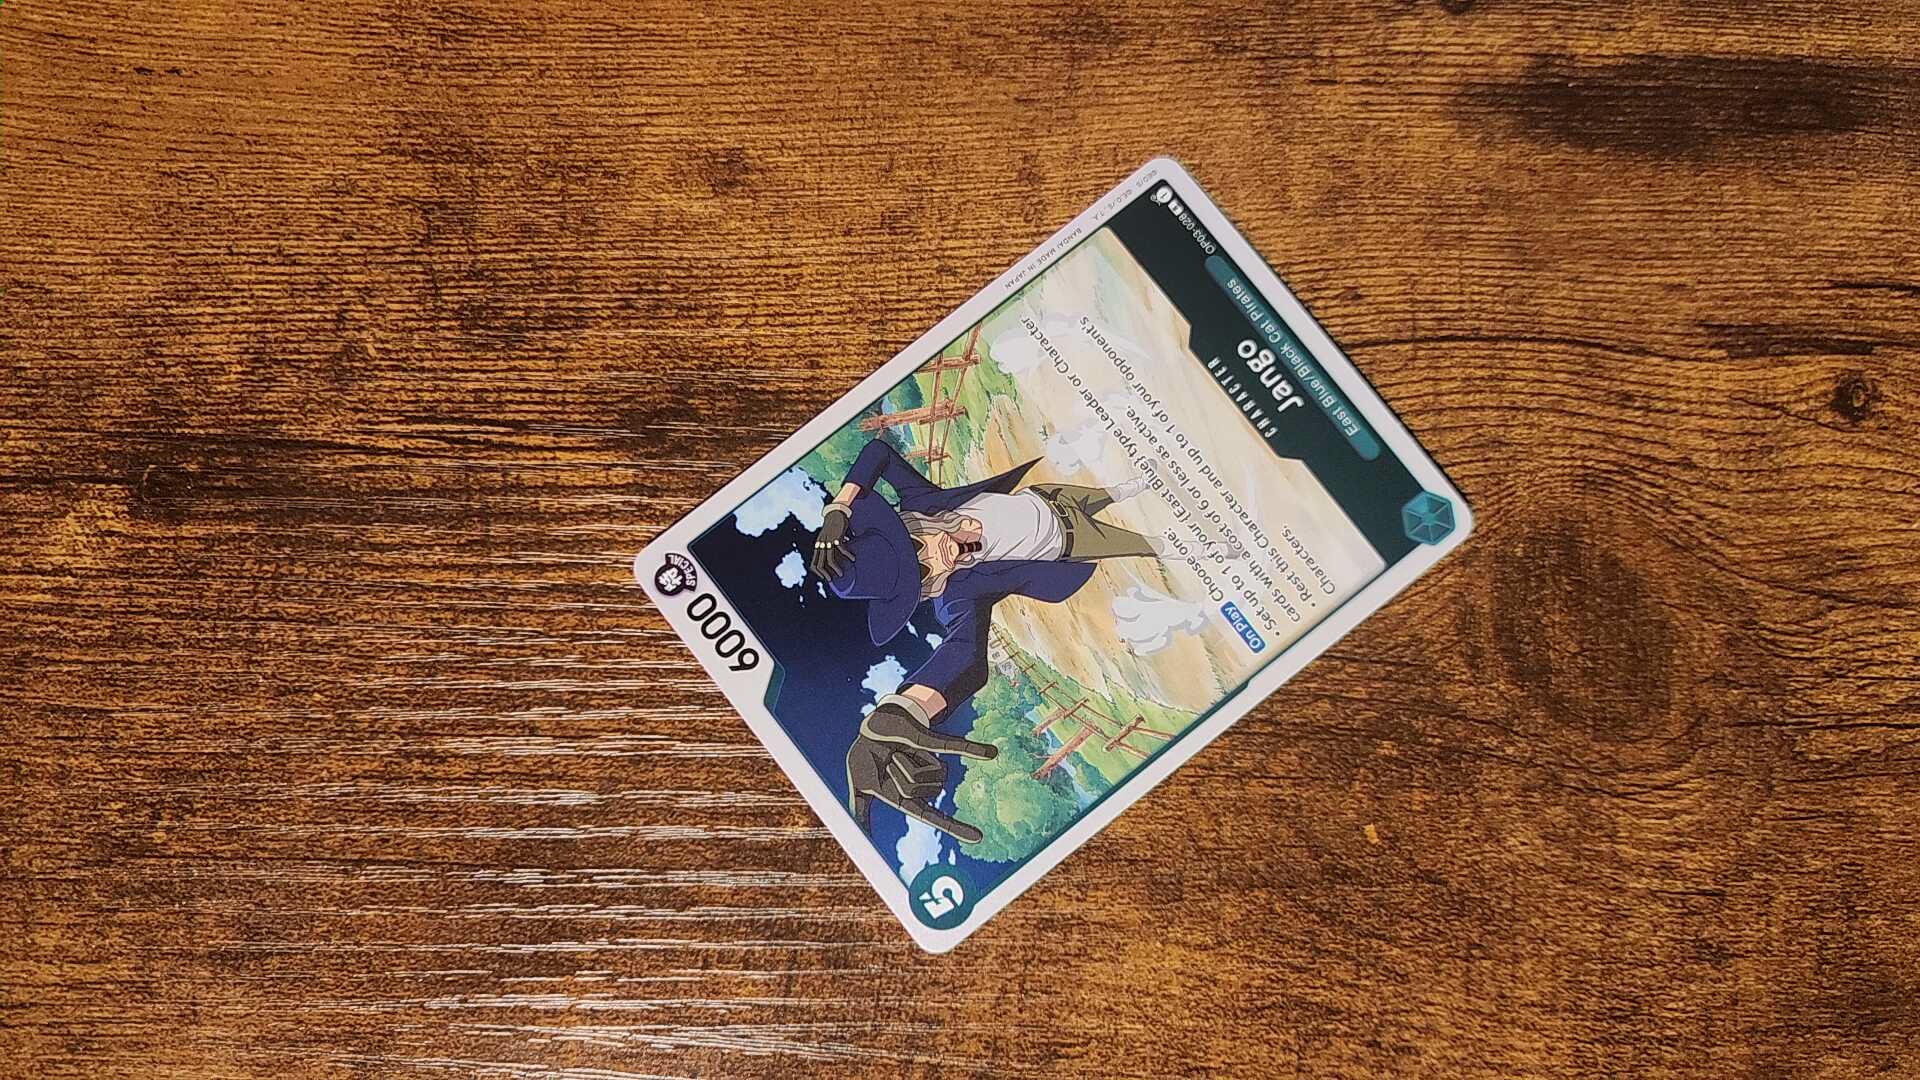 5
6000
特
SPECIAL
On Play Choose one:
• Set up to 1 of your {East Blue} type Leader or Character
cards with a cost of 6 or less as active.
• Rest this Character and up to 1 of your opponent's
Characters.
CHARACTER
Jango
East Blue/Black Cat Pirates
OP03-028
BANDAI MADE IN JAPAN